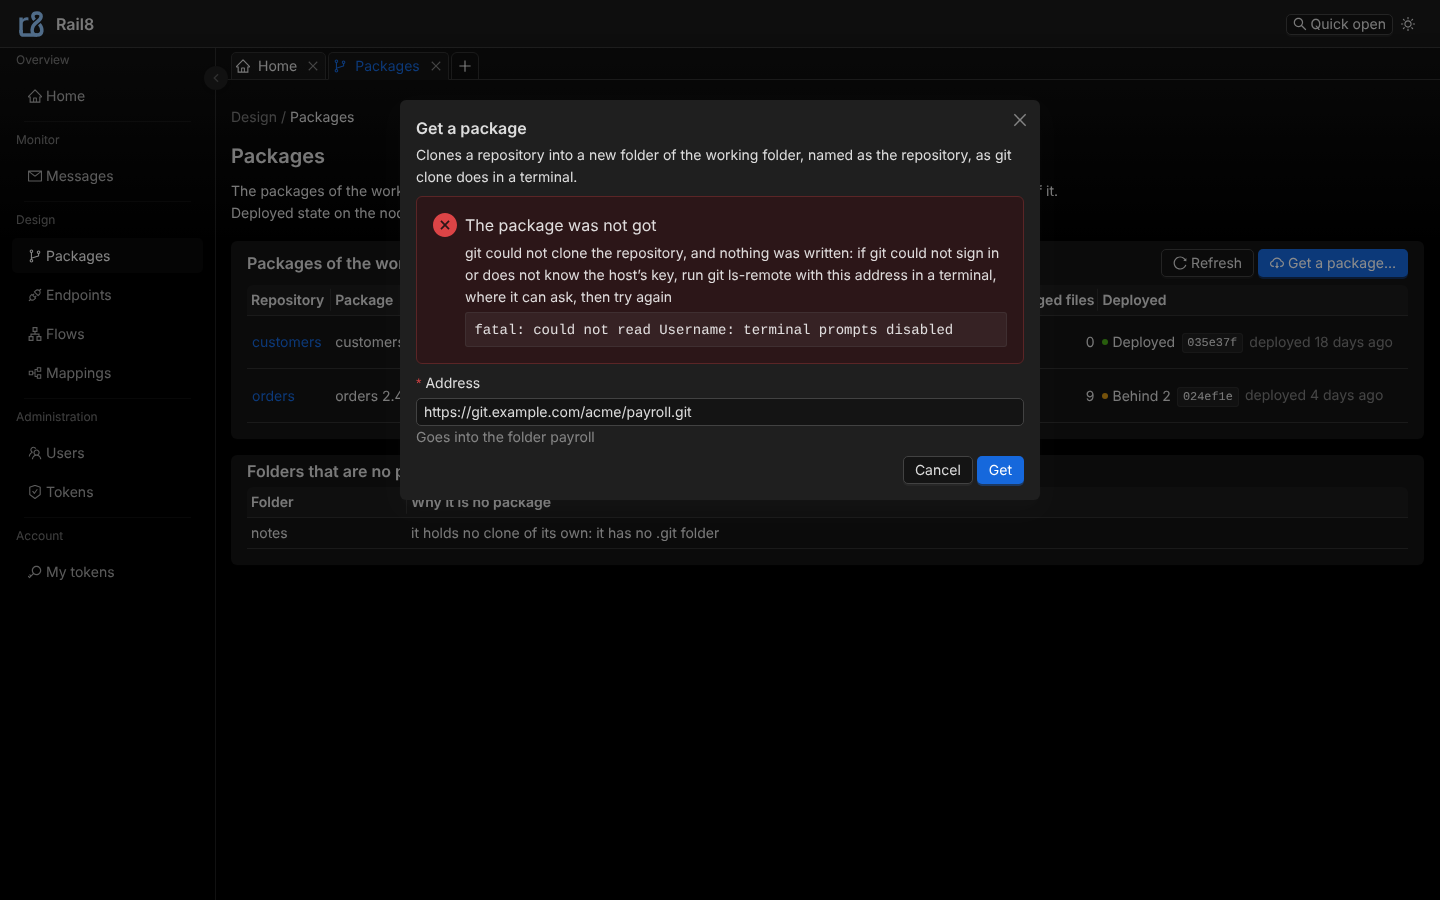 Rail8
Quick open
Overview
Home
Monitor
Messages
Design
Packages
Endpoints
Flows
Mappings
Administration
Users
Tokens
Account
My tokens
Home
Packages
Design / Packages
Packages
The packages of the work
f it.
Deployed state on the nod
Get a package
Clones a repository into a new folder of the working folder, named as the repository, as git
clone does in a terminal.
The package was not got
git could not clone the repository, and nothing was written: if git could not sign in
or does not know the host's key, run git ls-remote with this address in a terminal,
where it can ask, then try again
fatal: could not read Username: terminal prompts disabled
* Address
https://git.example.com/acme/payroll.git
Goes into the folder payroll
Cancel Get
Packages of the wor
Refresh Get a package...
Repository Package ged files Deployed
customers customers 0 Deployed 035e37f deployed 18 days ago
orders orders 2.4 9 Behind 2 024ef1e deployed 4 days ago
Folders that are no p
Folder Why it is no package
notes it holds no clone of its own: it has no .git folder